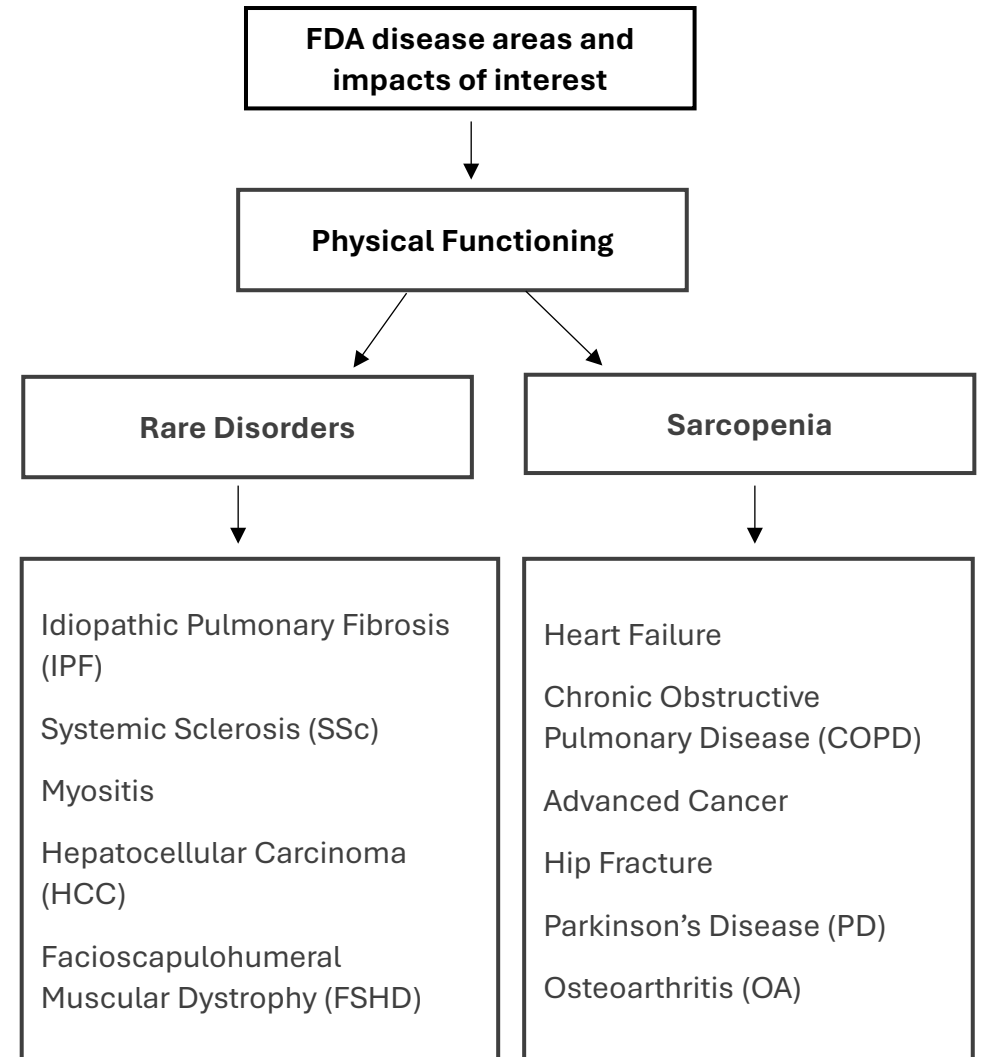 FDA disease areas and
impacts of interest
Physical Functioning
Rare Disorders
Sarcopenia
Idiopathic Pulmonary Fibrosis
(IPF)
Systemic Sclerosis (SSc)
Myositis
Hepatocellular Carcinoma
(HCC)
Facioscapulohumeral
Muscular Dystrophy (FSHD)
Heart Failure
Chronic Obstructive
Pulmonary Disease (COPD)
Advanced Cancer
Hip Fracture
Parkinson’s Disease (PD)
Osteoarthritis (OA)